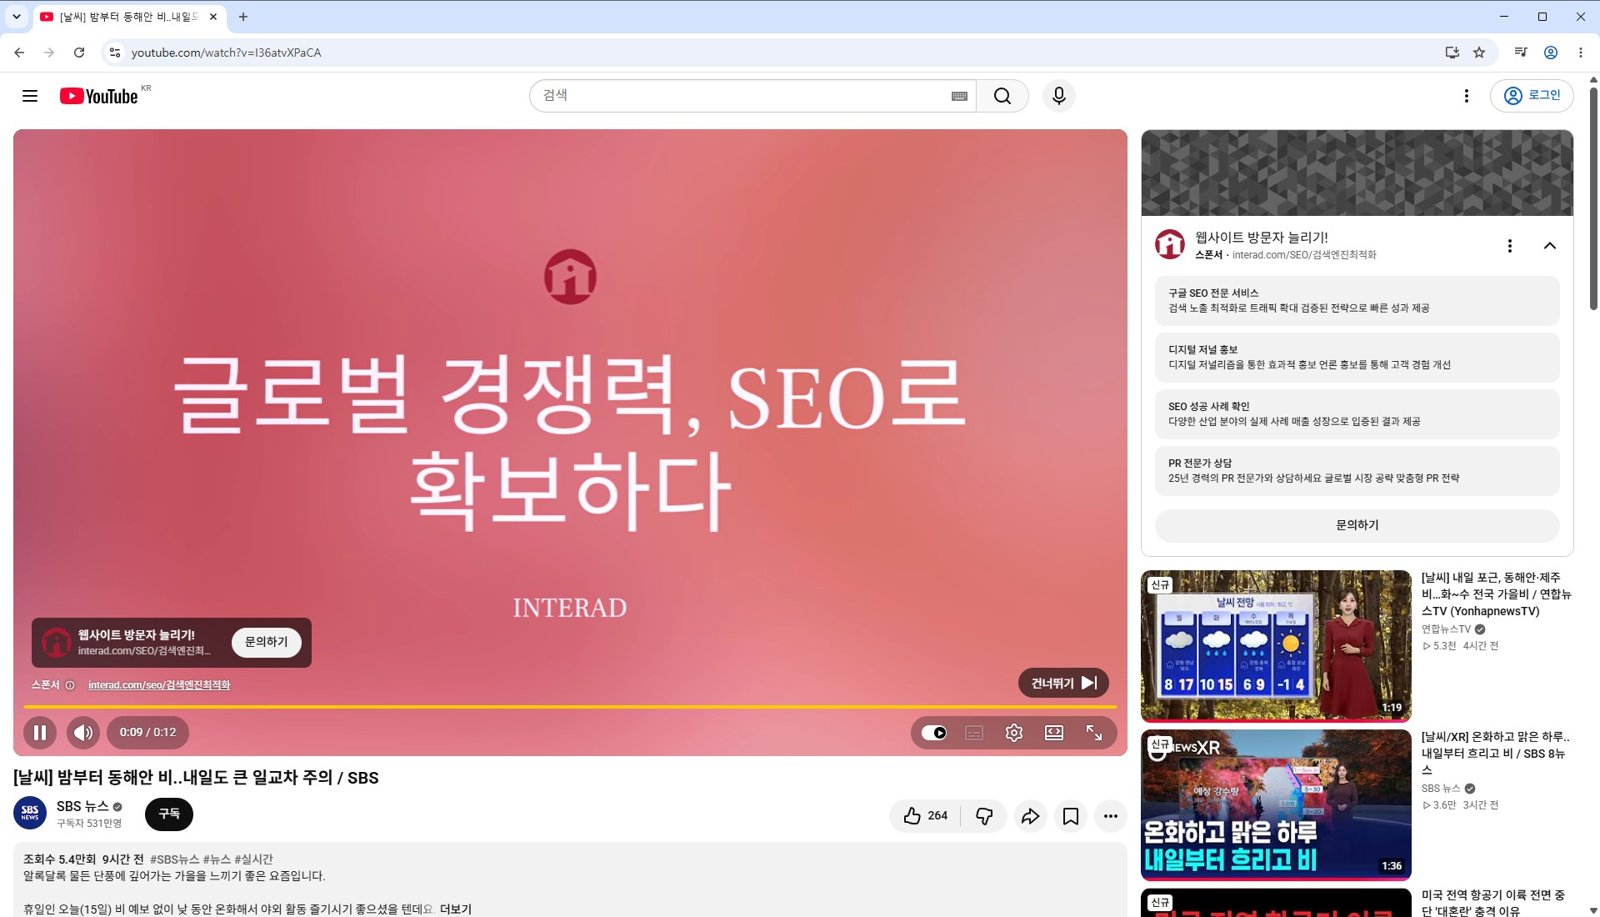 [날씨] 밤부터 동해안 비..내일도
youtube.com/watch?v=I36atvXPaCA
YouTube KR
검색
로그인
글로벌 경쟁력, SEO로
확보하다
INTERAD
웹사이트 방문자 늘리기!
interad.com/SEO/검색엔진최...
문의하기
스폰서
interad.com/seo/검색엔진최적화
건너뛰기
0:09 / 0:12
[날씨] 밤부터 동해안 비..내일도 큰 일교차 주의 / SBS
SBS NEWS
SBS 뉴스
구독자 531만명
구독
264
조회수 5.4만회 9시간 전 #SBS뉴스 #뉴스 #실시간
알록달록 물든 단풍에 깊어가는 가을을 느끼기 좋은 요즘입니다.
휴일인 오늘(15일) 비 예보 없이 낮 동안 온화해서 야외 활동 즐기시기 좋으셨을 텐데요. 더보기
웹사이트 방문자 늘리기!
스폰서 · interad.com/SEO/검색엔진최적화
구글 SEO 전문 서비스
검색 노출 최적화로 트래픽 확대 검증된 전략으로 빠른 성과 제공
디지털 저널 홍보
디지털 저널리즘을 통한 효과적 홍보 언론 홍보를 통해 고객 경험 개선
SEO 성공 사례 확인
다양한 산업 분야의 실제 사례 매출 성장으로 입증된 결과 제공
PR 전문가 상담
25년 경력의 PR 전문가와 상담하세요 글로벌 시장 공략 맞춤형 PR 전략
문의하기
신규
날씨 전망
월 화 수 목
8 17 10 15 6 9 -1 4
1:19
[날씨] 내일 포근, 동해안·제주
비…화~수 전국 가을비 / 연합뉴
스TV (YonhapnewsTV)
연합뉴스TV
5.3천 4시간 전
신규
NEWSXR
예상 강수량
온화하고 맑은 하루
내일부터 흐리고 비
1:36
[날씨/XR] 온화하고 맑은 하루..
내일부터 흐리고 비 / SBS 8뉴
스
SBS 뉴스
3.6만 3시간 전
신규
미국 전역 항공기 이륙 전면 중
단 '대혼란' 충격 이유